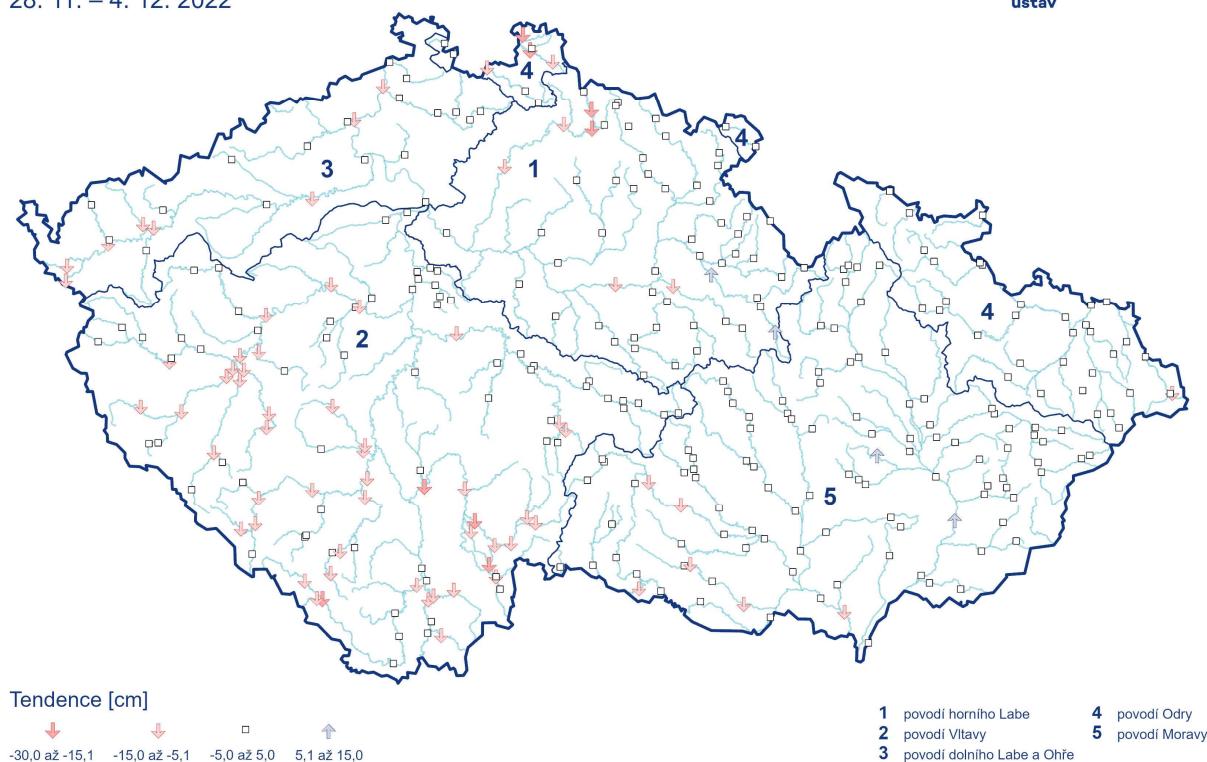 28. 11. – 4. 12. 2022
ústav
4
4
3
1
4
2
5
Tendence [cm]
-30,0 až -15,1 -15,0 až -5,1 -5,0 až 5,0 5,1 až 15,0
1 povodí horního Labe 4 povodí Odry
2 povodí Vltavy 5 povodí Moravy
3 povodí dolního Labe a Ohře